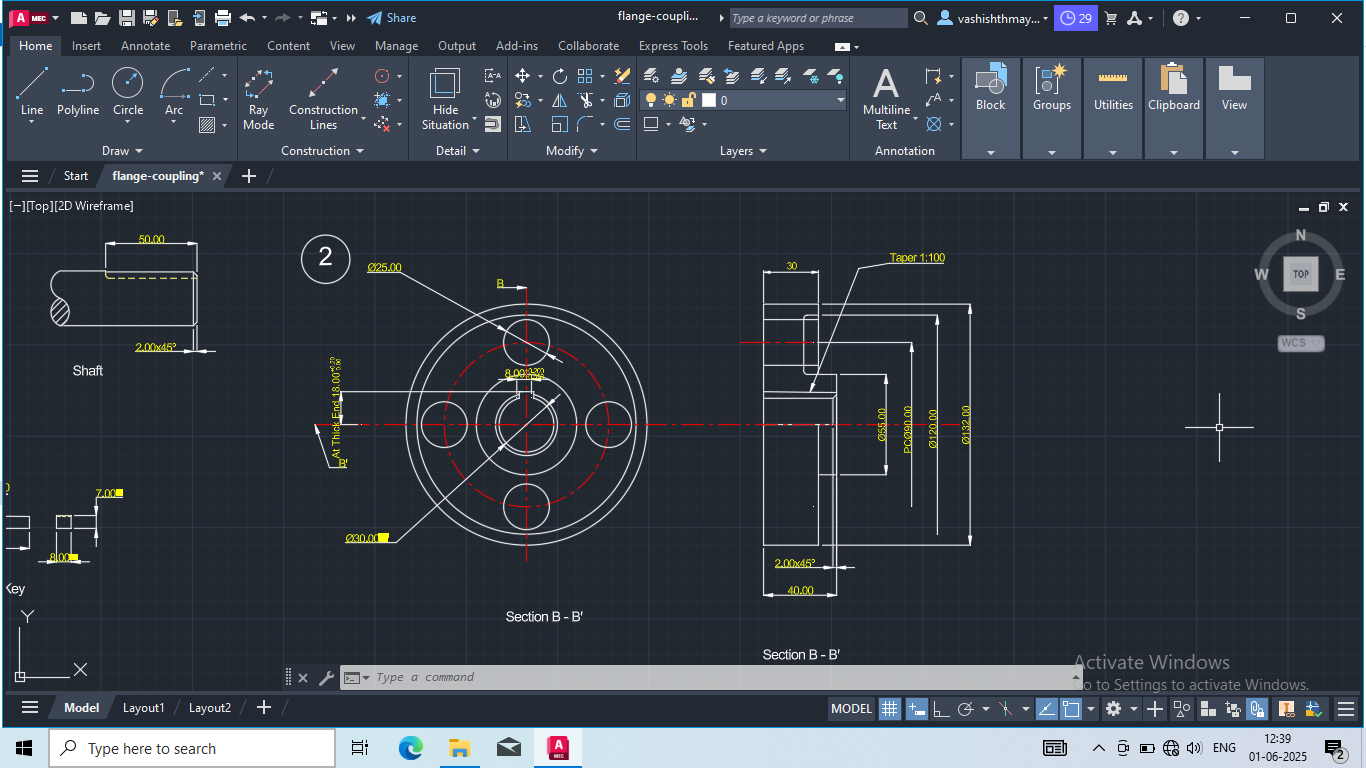 A MEC
Share
flange-coupli...
Type a keyword or phrase
vashishthmay...
29
Home Insert Annotate Parametric Content View Manage Output Add-ins Collaborate Express Tools Featured Apps
Line Polyline Circle Arc
Ray Mode
Construction Lines
Hide Situation
0
Multiline Text
Block Groups Utilities Clipboard View
Draw Construction Detail Modify Layers Annotation
Start flange-coupling*
[−][Top][2D Wireframe]
50.00
2.00x45°
Shaft
2
Ø25.00
B
8.00
At Thick End 18.00
B'
Ø30.00
7.00
8.00
Key
Section B - B'
30
Taper 1:100
Ø55.00
PCØ90.00
Ø120.00
Ø132.00
2.00x45°
40.00
Section B - B'
N
W TOP E
S
WCS
Y
X
Type a command
Activate Windows
Go to Settings to activate Windows.
Model Layout1 Layout2
MODEL
Type here to search
A MEC
ENG
12:39
01-06-2025
2